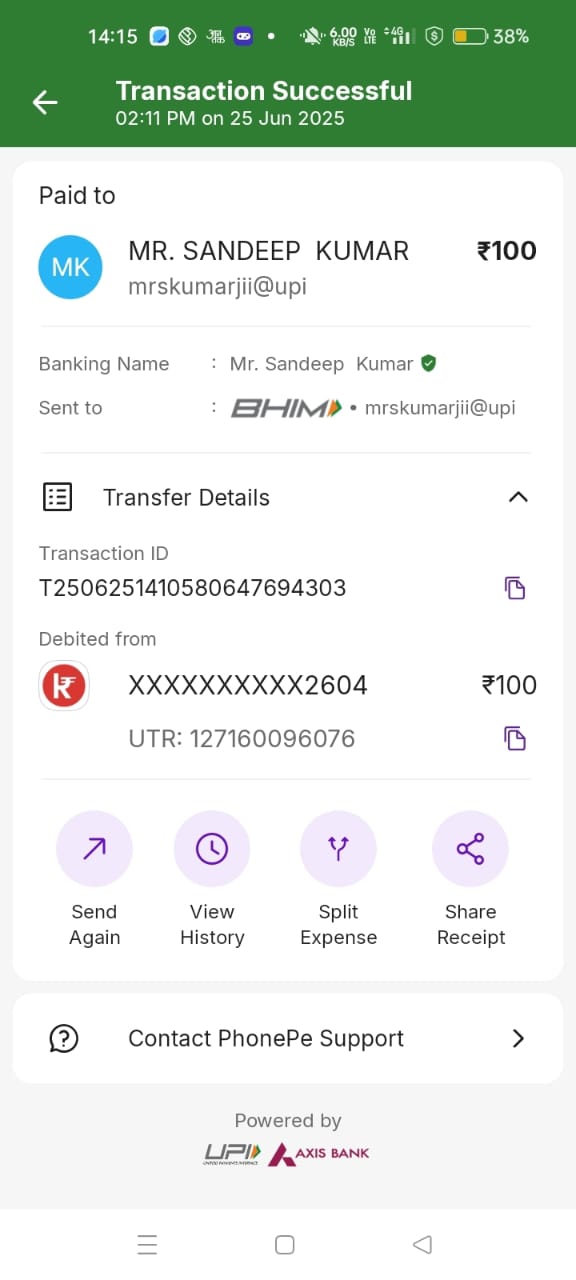 14:15 6.00 KB/S Vo LTE 4G 38%
Transaction Successful
02:11 PM on 25 Jun 2025
Paid to
MK MR. SANDEEP KUMAR ₹100
mrskumarjii@upi
Banking Name : Mr. Sandeep Kumar
Sent to : BHIM • mrskumarjii@upi
Transfer Details
Transaction ID
T2506251410580647694303
Debited from
XXXXXXXXXX2604 ₹100
UTR: 127160096076
Send Again
View History
Split Expense
Share Receipt
Contact PhonePe Support
Powered by
UPI AXIS BANK